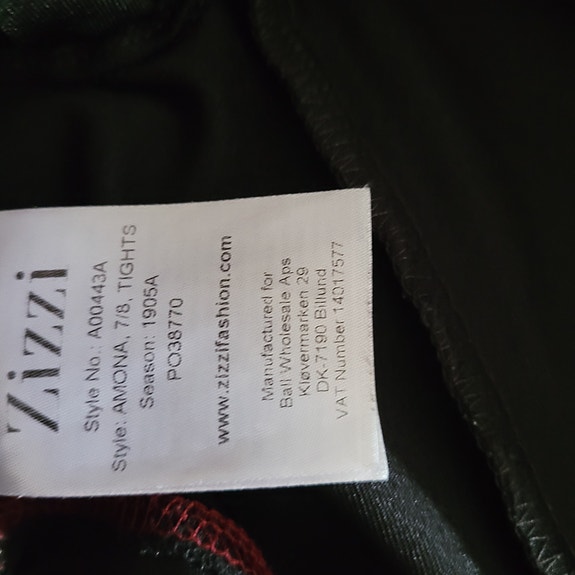 Zizzi
Style No.: A00443A
Style: AMONA, 7/8, TIGHTS
Season: 1905A
PO38770
www.zizzifashion.com
Manufactured for
Ball Wholesale Aps
Kløvermarken 29
DK-7190 Billund
VAT Number 14017577